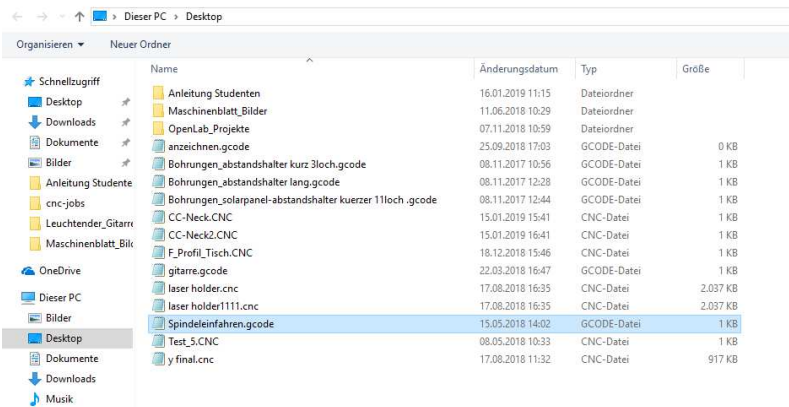 Dieser PC > Desktop
Organisieren Neuer Ordner
Name Änderungsdatum Typ Größe
Schnellzugriff
Desktop
Downloads
Dokumente
Bilder
Anleitung Studente
cnc-jobs
Leuchtender_Gitarre
Maschinenblatt_Bild
OneDrive
Dieser PC
Bilder
Desktop
Dokumente
Downloads
Musik
Anleitung Studenten 16.01.2019 11:15 Dateiordner
Maschinenblatt_Bilder 11.06.2018 10:29 Dateiordner
OpenLab_Projekte 07.11.2018 10:59 Dateiordner
anzeichnen.gcode 25.09.2018 17:03 GCODE-Datei 0 KB
Bohrungen_abstandshalter kurz 3loch.gcode 08.11.2017 10:56 GCODE-Datei 1 KB
Bohrungen_abstandshalter lang.gcode 08.11.2017 12:28 GCODE-Datei 1 KB
Bohrungen_solarpanel-abstandshalter kuerzer 11loch .gcode 08.11.2017 12:44 GCODE-Datei 1 KB
CC-Neck.CNC 15.01.2019 15:41 CNC-Datei 1 KB
CC-Neck2.CNC 15.01.2019 16:41 CNC-Datei 1 KB
F_Profil_Tisch.CNC 18.12.2018 15:46 CNC-Datei 1 KB
gitarre.gcode 22.03.2018 16:47 GCODE-Datei 1 KB
laser holder.cnc 17.08.2018 16:35 CNC-Datei 2.037 KB
laser holder1111.cnc 17.08.2018 16:35 CNC-Datei 2.037 KB
Spindeleinfahren.gcode 15.05.2018 14:02 GCODE-Datei 1 KB
Test_5.CNC 08.05.2018 10:33 CNC-Datei 1 KB
y final.cnc 17.08.2018 11:32 CNC-Datei 917 KB